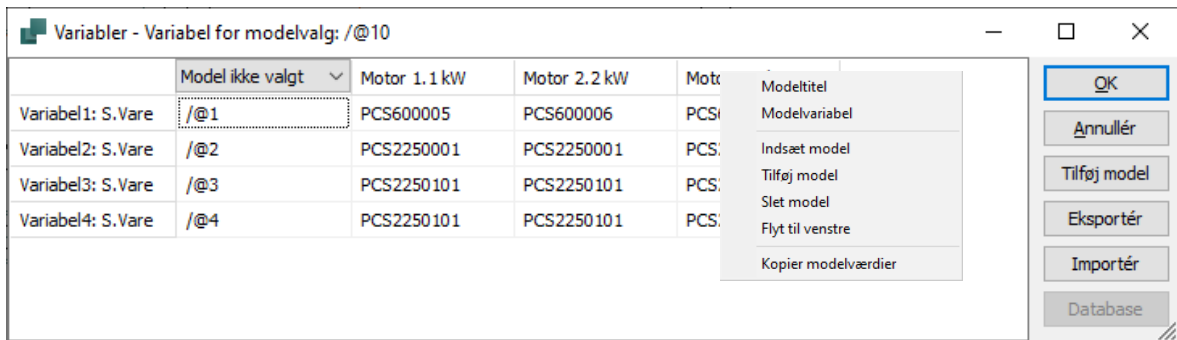 Variabler - Variabel for modelvalg: /@10
Model ikke valgt Motor 1.1 kW Motor 2.2 kW
Variabel1: S.Vare /@1 PCS600005 PCS600006
Variabel2: S.Vare /@2 PCS2250001 PCS2250001
Variabel3: S.Vare /@3 PCS2250101 PCS2250101
Variabel4: S.Vare /@4 PCS2250101 PCS2250101
Modeltitel
Modelvariabel
Indsæt model
Tilføj model
Slet model
Flyt til venstre
Kopier modelværdier
OK
Annullér
Tilføj model
Eksportér
Importér
Database